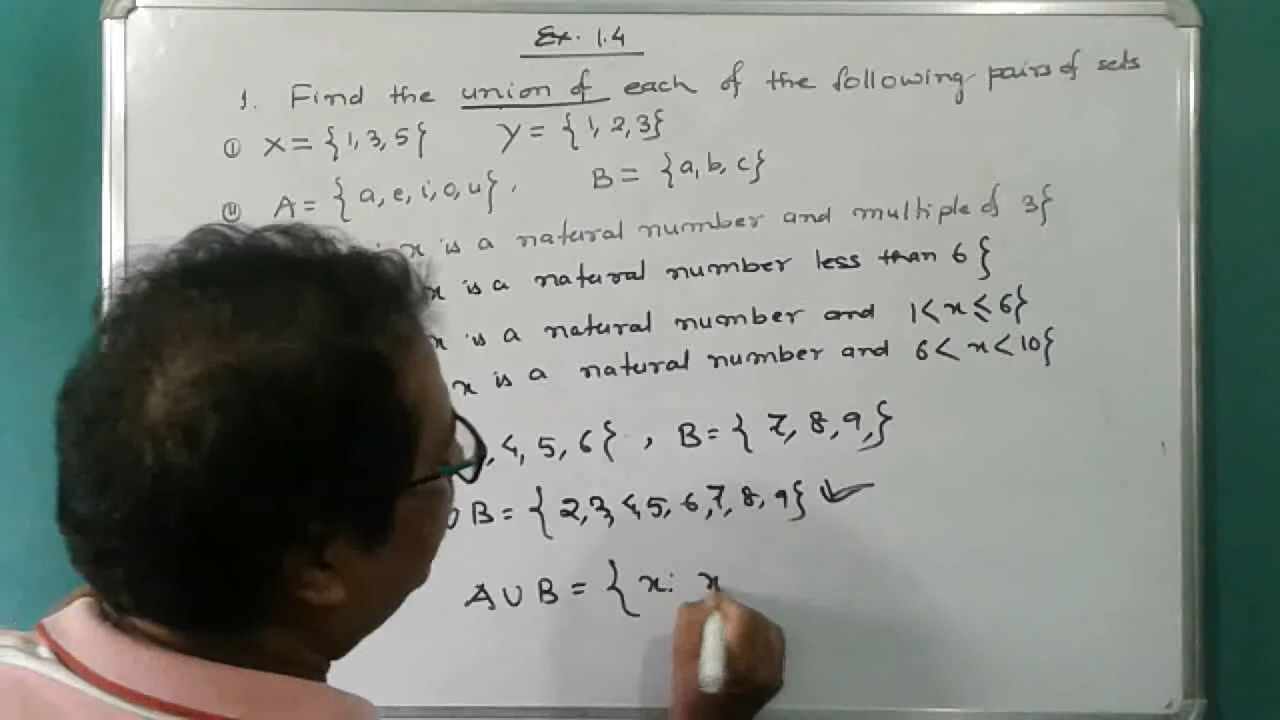 Ex. 1.4
1. Find the union of each of the following pairs of sets
(i) X = {1, 3, 5} Y = {1, 2, 3}
(ii) A = {a, e, i, o, u}, B = {a, b, c}
x is a natural number and multiple of 3}
x is a natural number less than 6}
x is a natural number and 1 < x ≤ 6}
x is a natural number and 6 < x < 10}
, 4, 5, 6}, B = {7, 8, 9,}
∪ B = {2, 3, 4, 5, 6, 7, 8, 9}
A ∪ B = {x: x